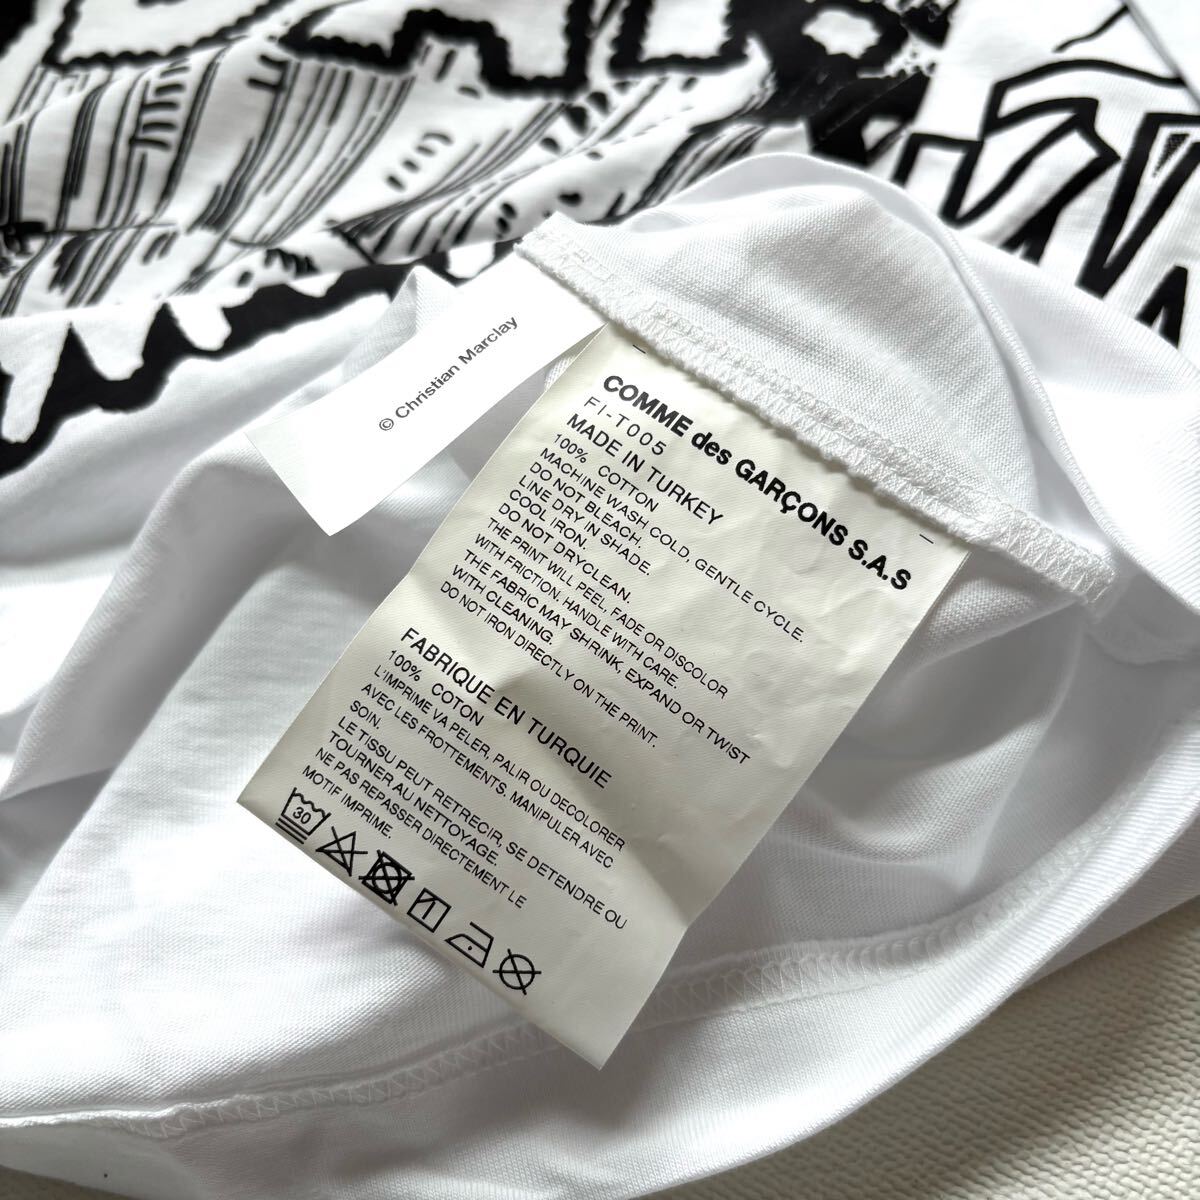 © Christian Marclay
COMME des GARÇONS S.A.S
FI-T005
MADE IN TURKEY
100% COTTON
MACHINE WASH COLD, GENTLE CYCLE.
DO NOT BLEACH.
LINE DRY IN SHADE.
COOL IRON.
DO NOT DRYCLEAN.
THE PRINT WILL PEEL, FADE OR DISCOLOR
WITH FRICTION. HANDLE WITH CARE.
THE FABRIC MAY SHRINK, EXPAND OR TWIST
WITH CLEANING.
DO NOT IRON DIRECTLY ON THE PRINT.
FABRIQUE EN TURQUIE
100% COTON
L'IMPRIME VA PELER, PALIR OU DECOLORER
AVEC LES FROTTEMENTS. MANIPULER AVEC
SOIN.
LE TISSU PEUT RETRECIR, SE DETENDRE OU
TOURNER AU NETTOYAGE.
NE PAS REPASSER DIRECTEMENT LE
MOTIF IMPRIME.
30